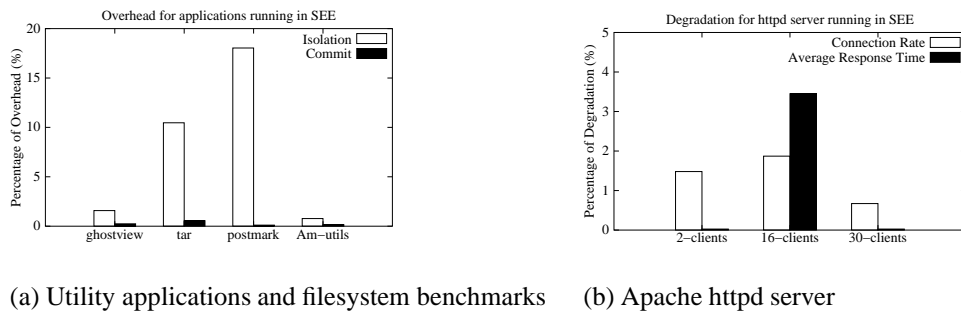 Overhead for applications running in SEE
Percentage of Overhead (%)
20
15
10
5
0
Isolation
Commit
ghostview tar postmark Am−utils
Degradation for httpd server running in SEE
Percentage of Degradation (%)
5
4
3
2
1
0
Connection Rate
Average Response Time
2−clients 16−clients 30−clients
(a) Utility applications and filesystem benchmarks (b) Apache httpd server